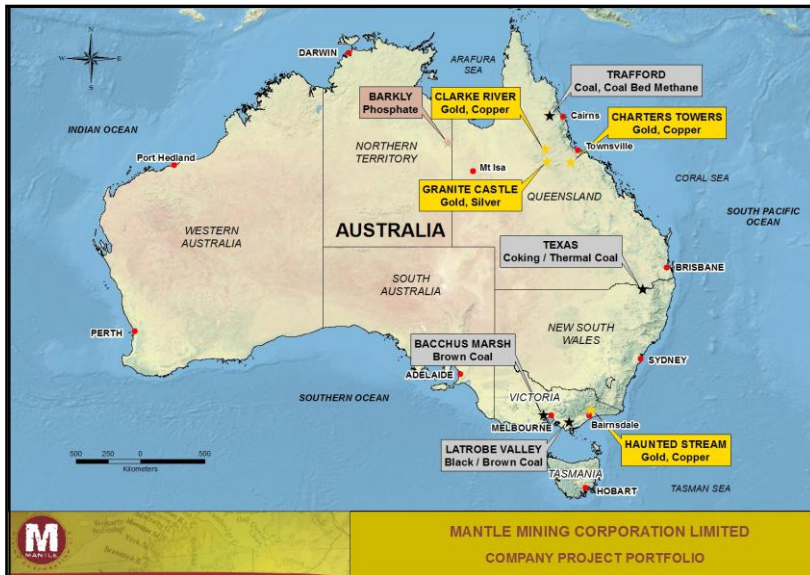 N
W
E
S
DARWIN
ARAFURA
SEA
TRAFFORD
Coal, Coal Bed Methane
BARKLY
Phosphate
CLARKE RIVER
Gold, Copper
Cairns
CHARTERS TOWERS
Gold, Copper
INDIAN OCEAN
NORTHERN
TERRITORY
Port Hedland
Townsville
Mt Isa
CORAL SEA
GRANITE CASTLE
Gold, Silver
QUEENSLAND
SOUTH PACIFIC
OCEAN
WESTERN
AUSTRALIA
AUSTRALIA
TEXAS
Coking / Thermal Coal
SOUTH
AUSTRALIA
BRISBANE
NEW SOUTH
WALES
PERTH
BACCHUS MARSH
Brown Coal
SYDNEY
ADELAIDE
SOUTHERN OCEAN
VICTORIA
MELBOURNE
Bairnsdale
HAUNTED STREAM
Gold, Copper
LATROBE VALLEY
Black / Brown Coal
500 250 0 500
Kilometers
TASMANIA
HOBART
TASMAN SEA
M
MANTLE
MANTLE MINING CORPORATION LIMITED
COMPANY PROJECT PORTFOLIO